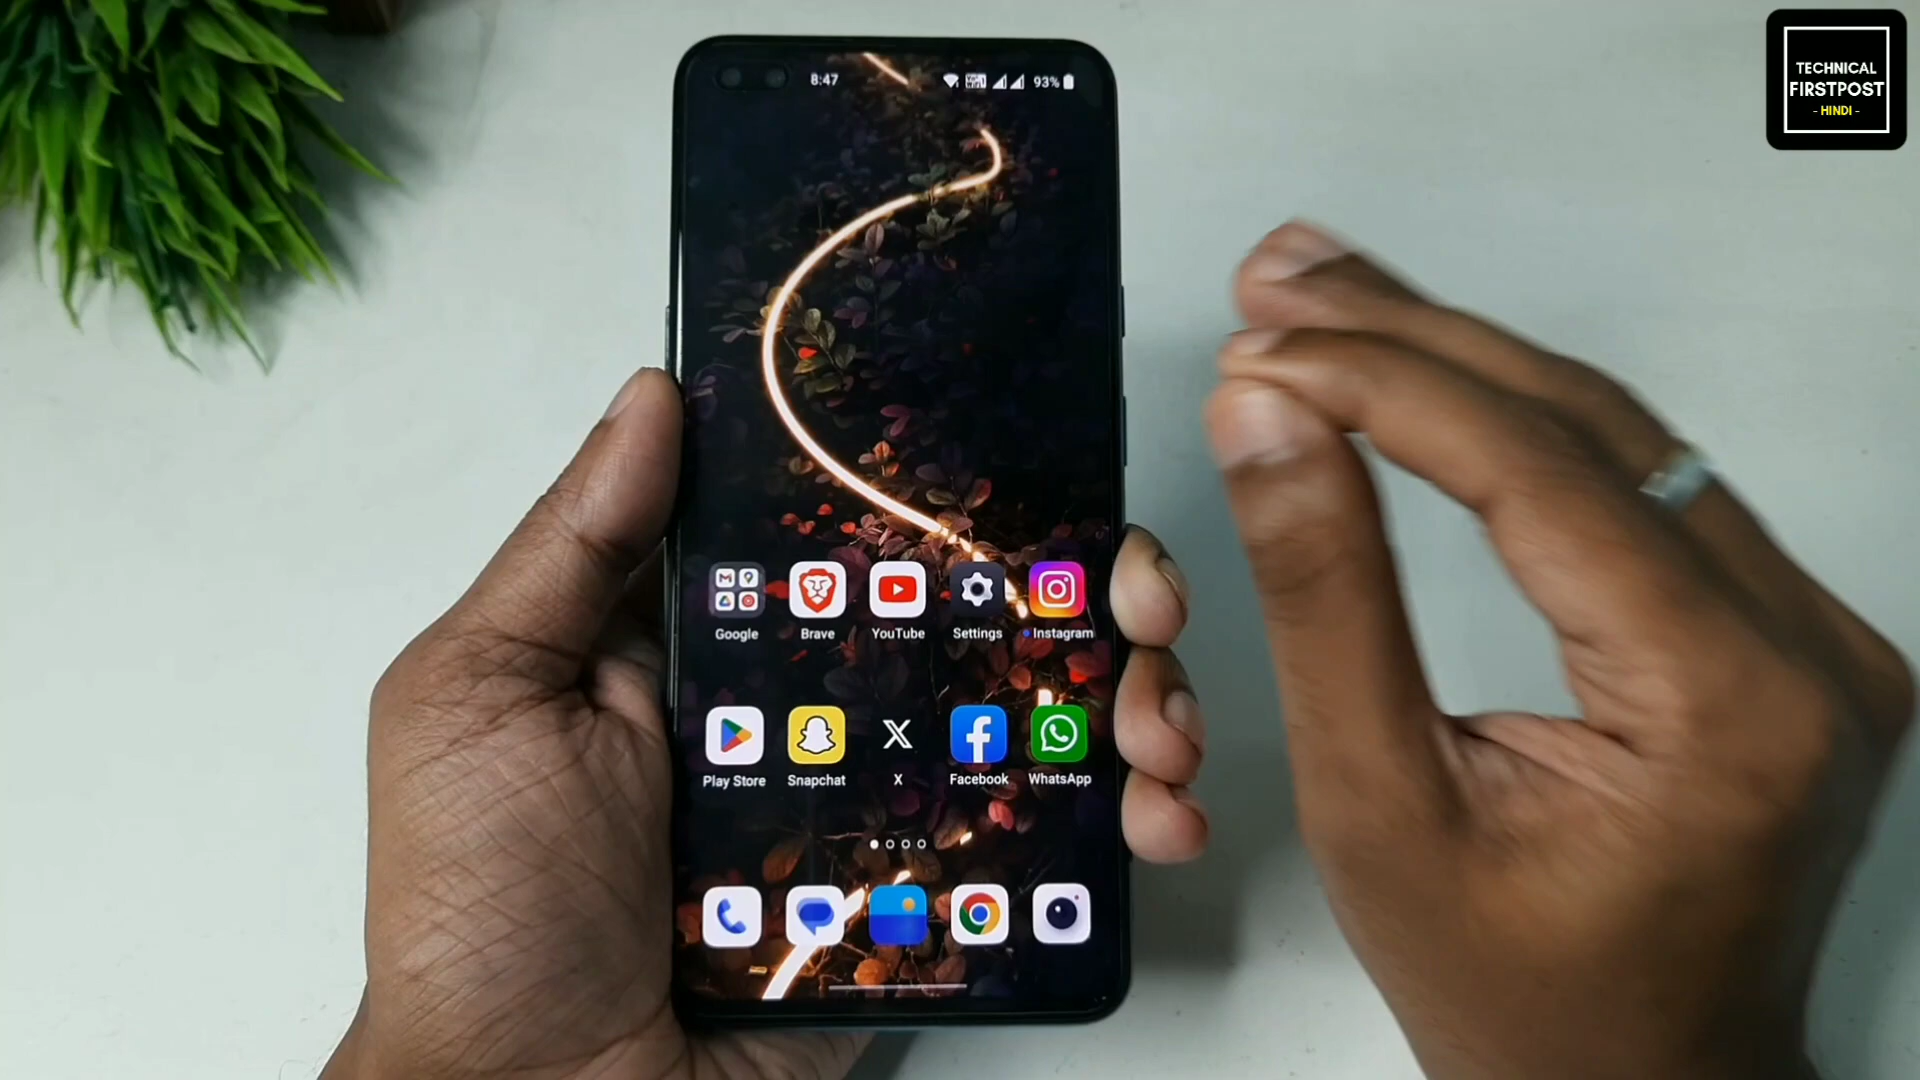 8:47
93%
Google
Brave
YouTube
Settings
Instagram
Play Store
Snapchat
X
Facebook
WhatsApp
TECHNICAL
FIRSTPOST
- HINDI -